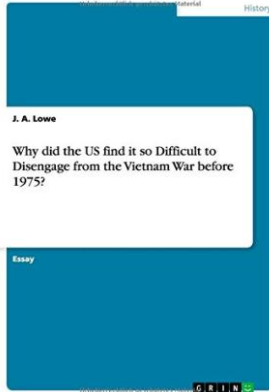 History
J. A. Lowe
Why did the US find it so Difficult to
Disengage from the Vietnam War before
1975?
Essay
GRIN